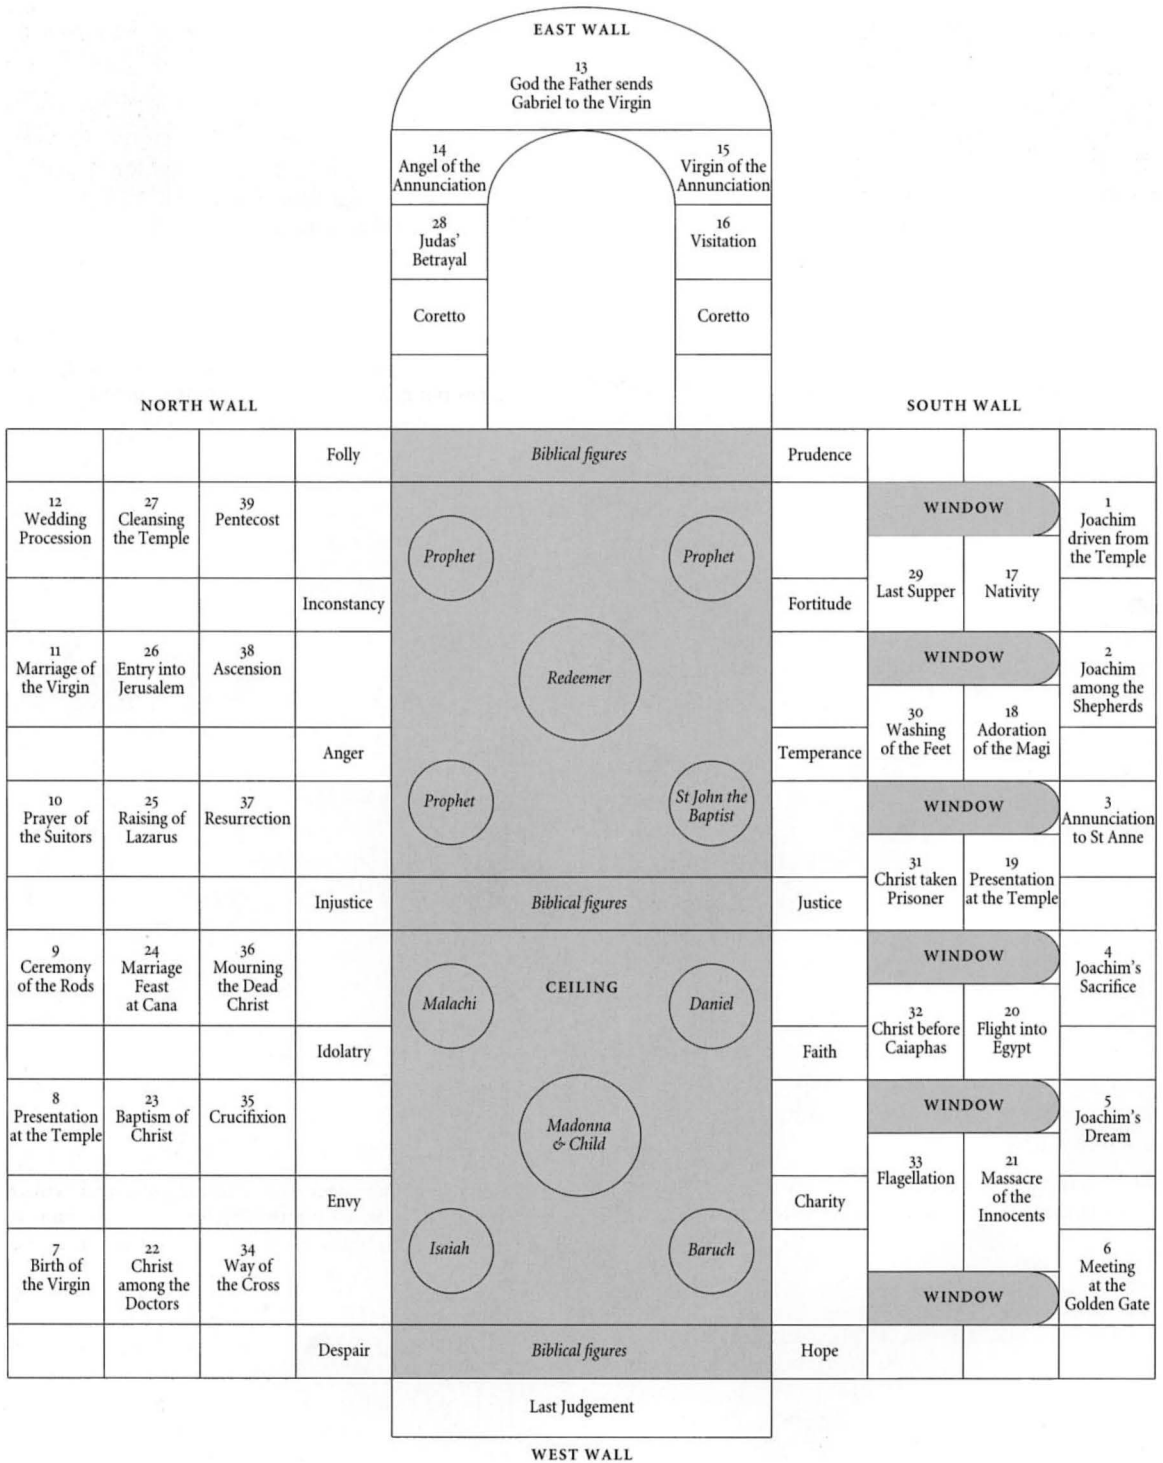 EAST WALL
13
God the Father sends
Gabriel to the Virgin
14
Angel of the
Annunciation
15
Virgin of the
Annunciation
28
Judas'
Betrayal
16
Visitation
Coretto
Coretto
NORTH WALL
SOUTH WALL
Folly
Biblical figures
Prudence
12
Wedding
Procession
27
Cleansing
the Temple
39
Pentecost
Prophet
Prophet
WINDOW
1
Joachim
driven from
the Temple
Inconstancy
Fortitude
29
Last Supper
17
Nativity
11
Marriage of
the Virgin
26
Entry into
Jerusalem
38
Ascension
Redeemer
WINDOW
2
Joachim
among the
Shepherds
Anger
Temperance
30
Washing
of the Feet
18
Adoration
of the Magi
10
Prayer of
the Suitors
25
Raising of
Lazarus
37
Resurrection
Prophet
St John the
Baptist
WINDOW
3
Annunciation
to St Anne
Injustice
Biblical figures
Justice
31
Christ taken
Prisoner
19
Presentation
at the Temple
9
Ceremony
of the Rods
24
Marriage
Feast
at Cana
36
Mourning
the Dead
Christ
Malachi
CEILING
Daniel
WINDOW
4
Joachim's
Sacrifice
Idolatry
Faith
32
Christ before
Caiaphas
20
Flight into
Egypt
8
Presentation
at the Temple
23
Baptism of
Christ
35
Crucifixion
Madonna
& Child
WINDOW
5
Joachim's
Dream
Envy
Charity
33
Flagellation
21
Massacre
of the
Innocents
7
Birth of
the Virgin
22
Christ
among the
Doctors
34
Way of
the Cross
Isaiah
Baruch
WINDOW
6
Meeting
at the
Golden Gate
Despair
Biblical figures
Hope
Last Judgement
WEST WALL